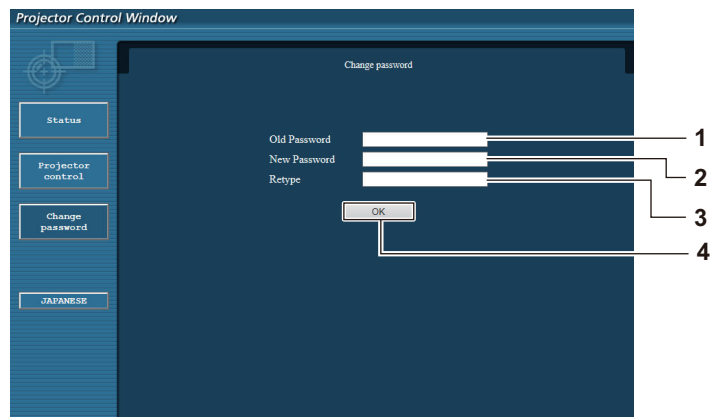 Projector Control Window
Change password
Status
Projector
control
Change
password
JAPANESE
Old Password
New Password
Retype
OK
1
2
3
4